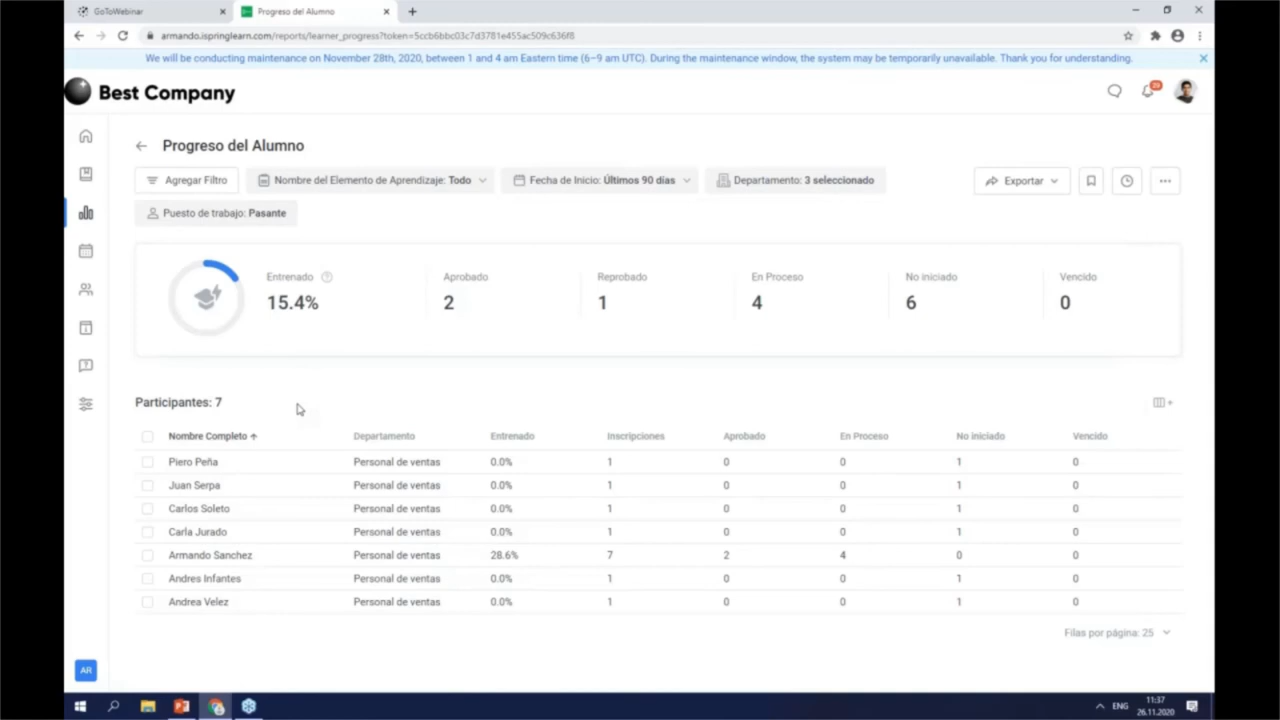 GoToWebinar
Progreso del Alumno
armando.ispringlearn.com/reports/learner_progress?token=5ccb6bbc03c7d3781e455ac509c636f8
We will be conducting maintenance on November 28th, 2020, between 1 and 4 am Eastern time (6–9 am UTC). During the maintenance window, the system may be temporarily unavailable. Thank you for understanding.
Best Company
29
Progreso del Alumno
Agregar Filtro
Nombre del Elemento de Aprendizaje: Todo
Fecha de Inicio: Últimos 90 días
Departamento: 3 seleccionado
Exportar
Puesto de trabajo: Pasante
Entrenado Aprobado Reprobado En Proceso No iniciado Vencido
15.4% 2 1 4 6 0
Participantes: 7
Nombre Completo Departamento Entrenado Inscripciones Aprobado En Proceso No iniciado Vencido
Piero Peña Personal de ventas 0.0% 1 0 0 1 0
Juan Serpa Personal de ventas 0.0% 1 0 0 1 0
Carlos Soleto Personal de ventas 0.0% 1 0 0 1 0
Carla Jurado Personal de ventas 0.0% 1 0 0 1 0
Armando Sanchez Personal de ventas 28.6% 7 2 4 0 0
Andres Infantes Personal de ventas 0.0% 1 0 0 1 0
Andrea Velez Personal de ventas 0.0% 1 0 0 1 0
Filas por página: 25
AR
ENG
11:37
26.11.2020